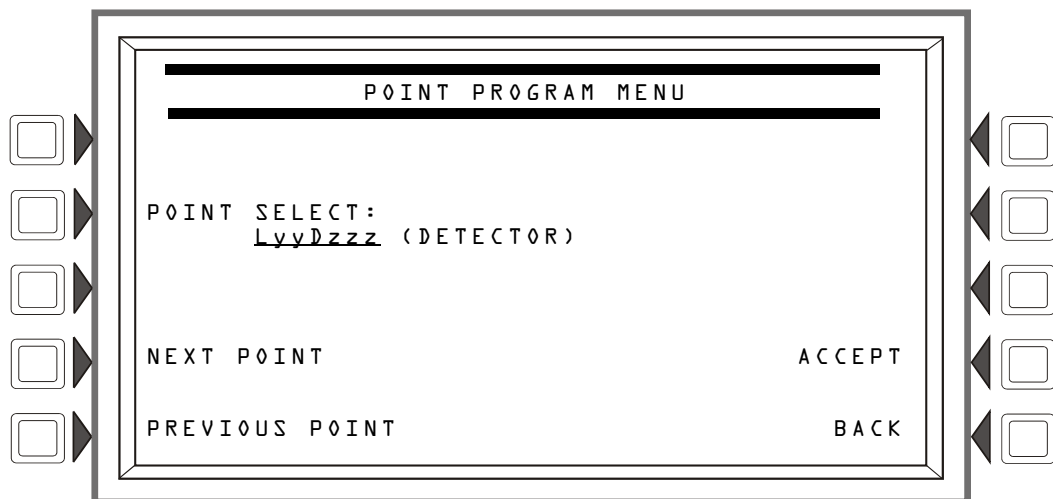 POINT PROGRAM MENU
POINT SELECT:
LyyDzzz (DETECTOR)
NEXT POINT ACCEPT
PREVIOUS POINT BACK